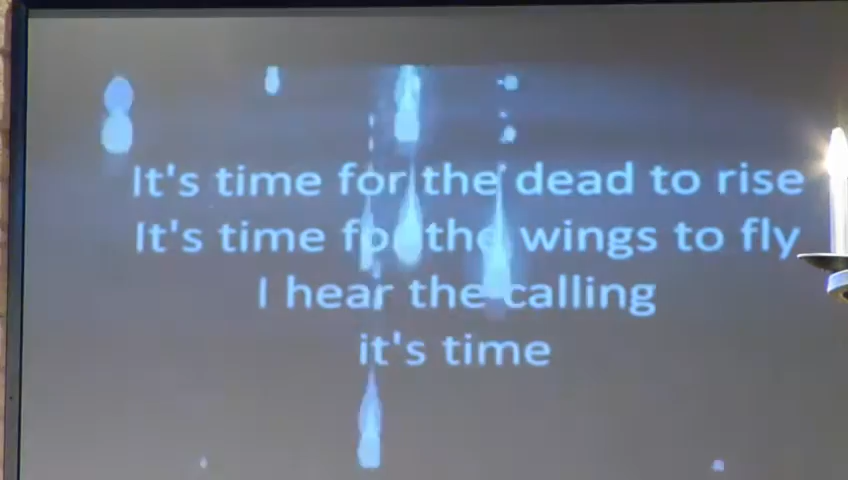 It's time for the dead to rise
It's time for the wings to fly
I hear the calling
it's time